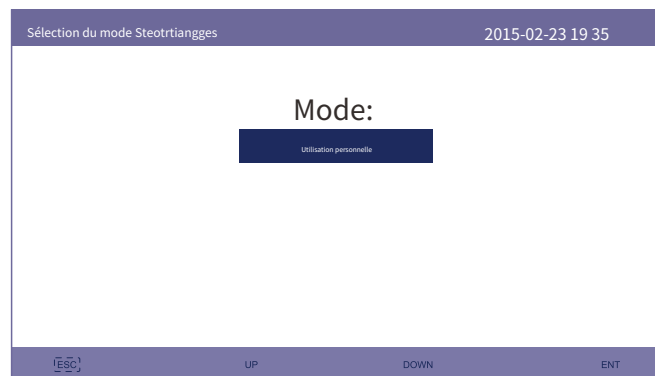 Sélection du mode Steotrtiangges
2015-02-23 19 35
Mode:
Utilisation personnelle
ESC UP DOWN ENT